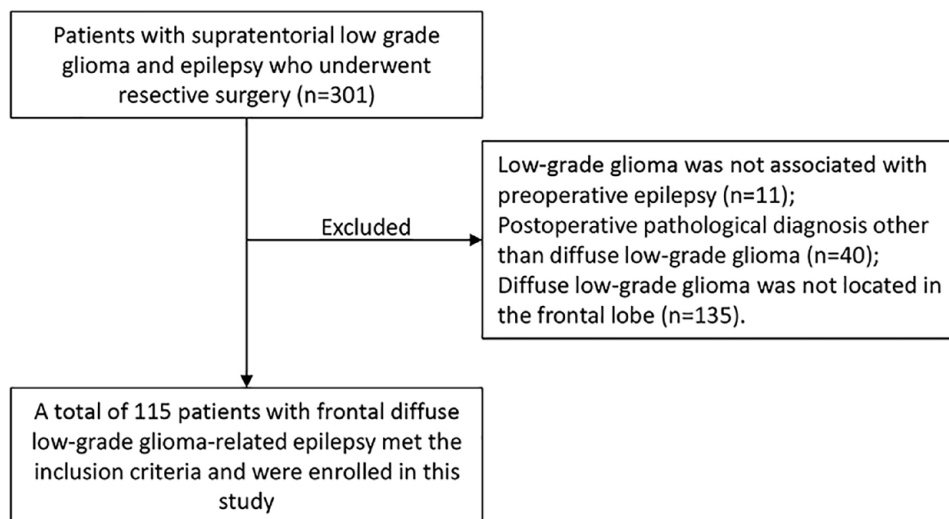 Patients with supratentorial low grade
glioma and epilepsy who underwent
resective surgery (n=301)
Low-grade glioma was not associated with
preoperative epilepsy (n=11);
Postoperative pathological diagnosis other
than diffuse low-grade glioma (n=40);
Diffuse low-grade glioma was not located in
the frontal lobe (n=135).
Excluded
A total of 115 patients with frontal diffuse
low-grade glioma-related epilepsy met the
inclusion criteria and were enrolled in this
study